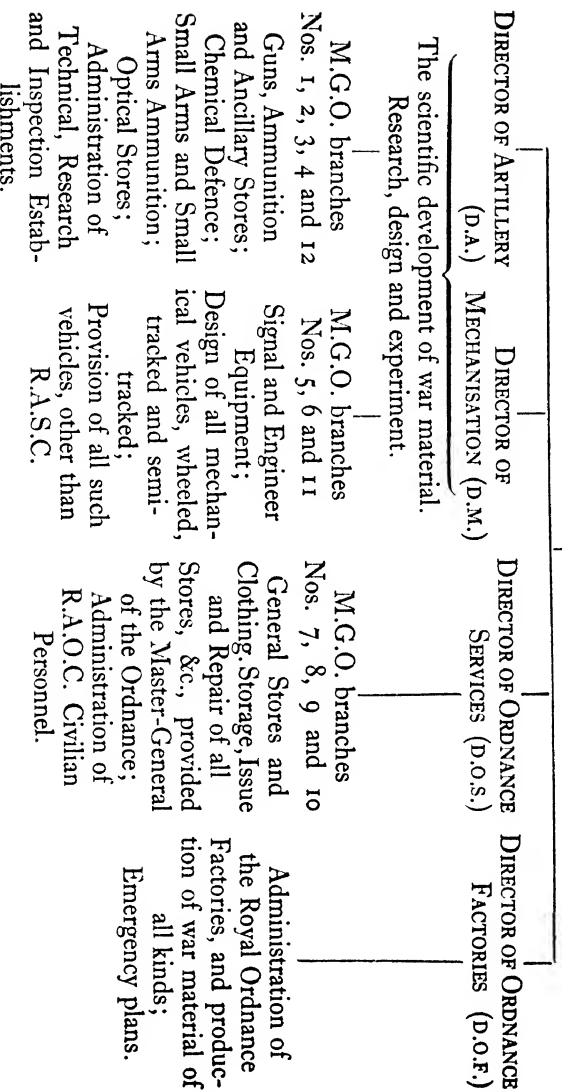 DIRECTOR OF ARTILLERY
(D.A.)
DIRECTOR OF
MECHANISATION (D.M.)
The scientific development of war material.
Research, design and experiment.
M.G.O. branches
Nos. 1, 2, 3, 4 and 12
Guns, Ammunition
and Ancillary Stores;
Chemical Defence;
Small Arms and Small
Arms Ammunition;
Optical Stores;
Administration of
Technical, Research
and Inspection Estab-
lishments.
M.G.O. branches
Nos. 5, 6 and 11
Signal and Engineer
Equipment;
Design of all mechan-
ical vehicles, wheeled,
tracked and semi-
tracked;
Provision of all such
vehicles, other than
R.A.S.C.
DIRECTOR OF ORDNANCE
SERVICES (D.O.S.)
M.G.O. branches
Nos. 7, 8, 9 and 10
General Stores and
Clothing. Storage, Issue
and Repair of all
Stores, &c., provided
by the Master-General
of the Ordnance;
Administration of
R.A.O.C. Civilian
Personnel.
DIRECTOR OF ORDNANCE
FACTORIES (D.O.F.)
Administration of
the Royal Ordnance
Factories, and produc-
tion of war material of
all kinds;
Emergency plans.